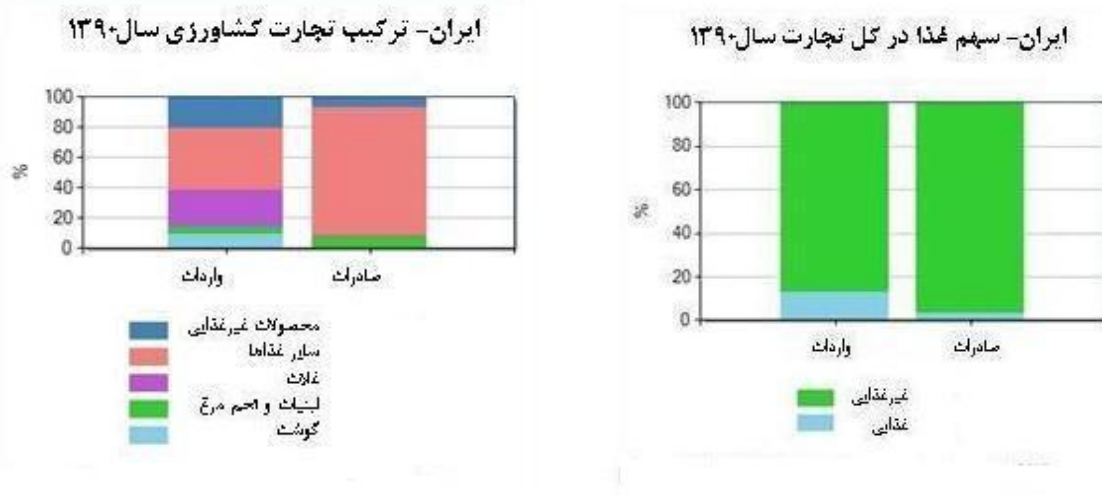 ایران- ترکیب تجارت کشاورزی سال۱۳۹۰
%
100
80
60
40
20
0
واردات
صادرات
محصولات غیرغذایی
سایر غذاها
غلات
لبنیات و تخم مرغ
گوشت
ایران- سهم غذا در کل تجارت سال۱۳۹۰
%
100
80
60
40
20
0
واردات
صادرات
غیرغذایی
غذایی